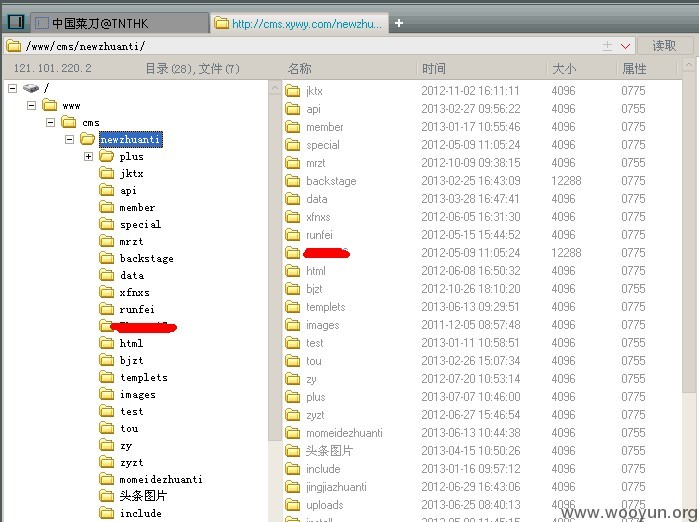 中国菜刀@TNTHK http://cms.xywy.com/newzhu...
/www/cms/newzhuanti/ 读取
121.101.220.2 目录(28),文件(7) 名称 时间 大小 属性
/
www
cms
newzhuanti
plus
jktx
api
member
special
mrzt
backstage
data
xfnxs
runfei
html
bjzt
templets
images
test
tou
zy
zyzt
momeidezhuanti
头条图片
include
jktx 2012-11-02 16:11:11 4096 0775
api 2013-02-27 09:56:22 4096 0775
member 2013-01-17 10:55:46 4096 0775
special 2012-05-09 11:05:24 4096 0775
mrzt 2012-10-09 09:38:15 4096 0755
backstage 2013-02-25 16:43:09 12288 0775
data 2013-03-28 16:47:41 4096 0775
xfnxs 2012-06-05 16:31:30 4096 0775
runfei 2012-05-15 15:44:52 4096 0775
2012-05-09 11:05:24 12288 0775
html 2012-06-08 16:50:32 4096 0775
bjzt 2012-10-26 18:10:20 4096 0755
templets 2013-06-13 09:29:51 4096 0775
images 2011-12-05 08:57:48 4096 0775
test 2013-01-11 10:58:51 4096 0755
tou 2013-02-26 15:07:34 4096 0755
zy 2012-07-20 10:53:14 4096 0755
plus 2013-07-07 10:46:00 4096 0775
zyzt 2012-06-27 15:46:54 4096 0755
momeidezhuanti 2013-06-13 10:44:38 4096 0755
头条图片 2013-04-15 10:50:26 4096 0755
include 2013-01-16 09:57:12 4096 0775
jingjiazhuanti 2012-06-29 16:43:06 4096 0755
uploads 2013-06-25 08:40:13 4096 0755
install
www.wooyun.org